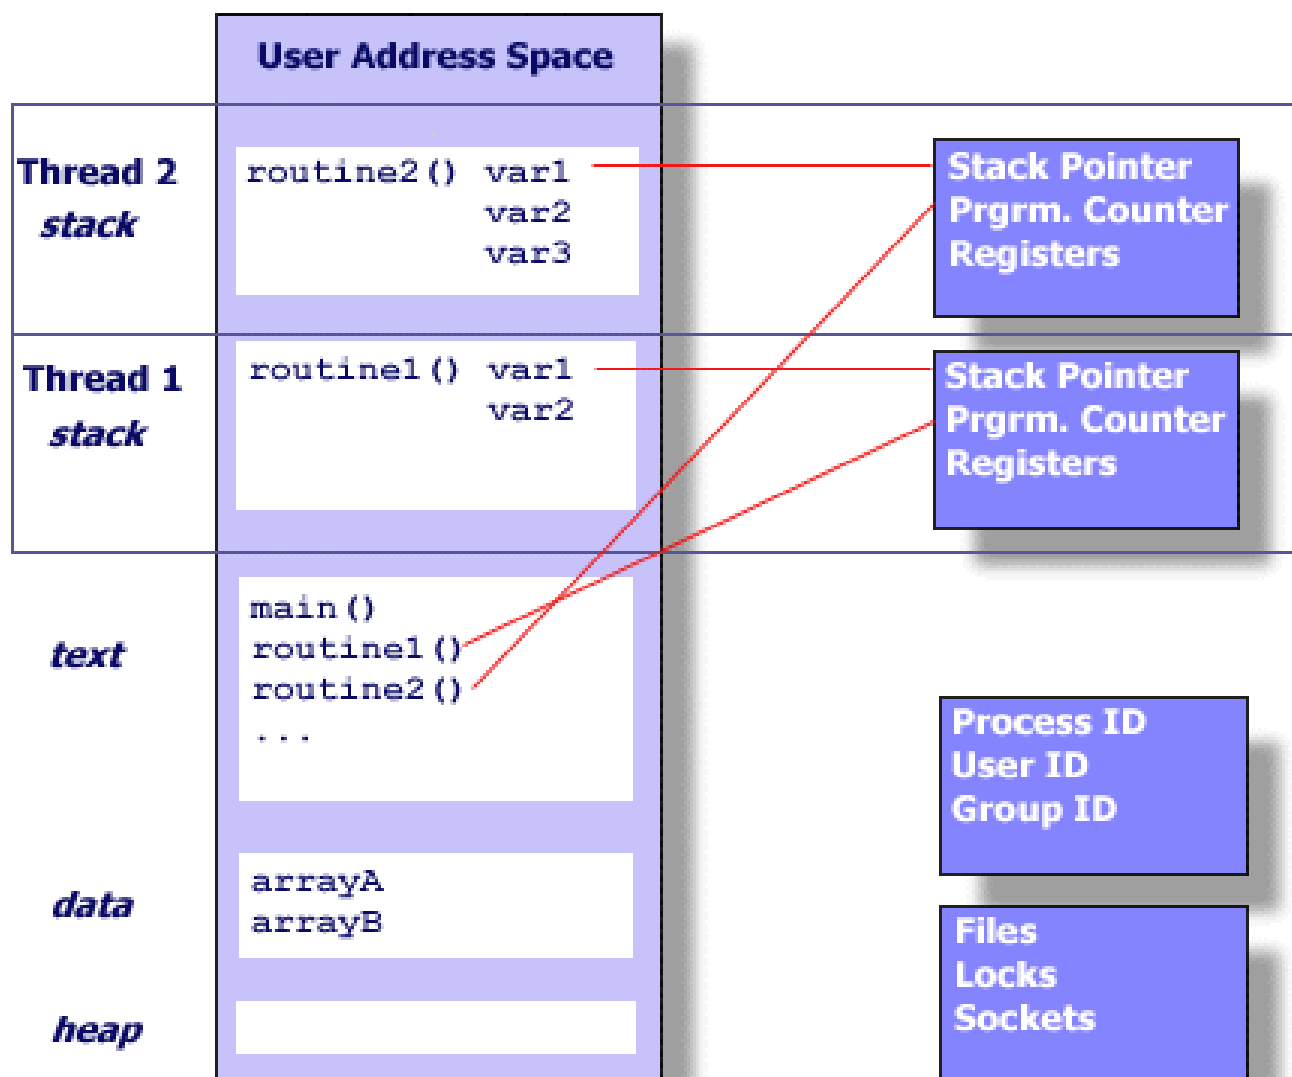 User Address Space
Thread 2
stack
routine2() var1
var2
var3
Stack Pointer
Prgrm. Counter
Registers
Thread 1
stack
routine1() var1
var2
Stack Pointer
Prgrm. Counter
Registers
text
main()
routine1()
routine2()
...
Process ID
User ID
Group ID
data
arrayA
arrayB
Files
Locks
Sockets
heap